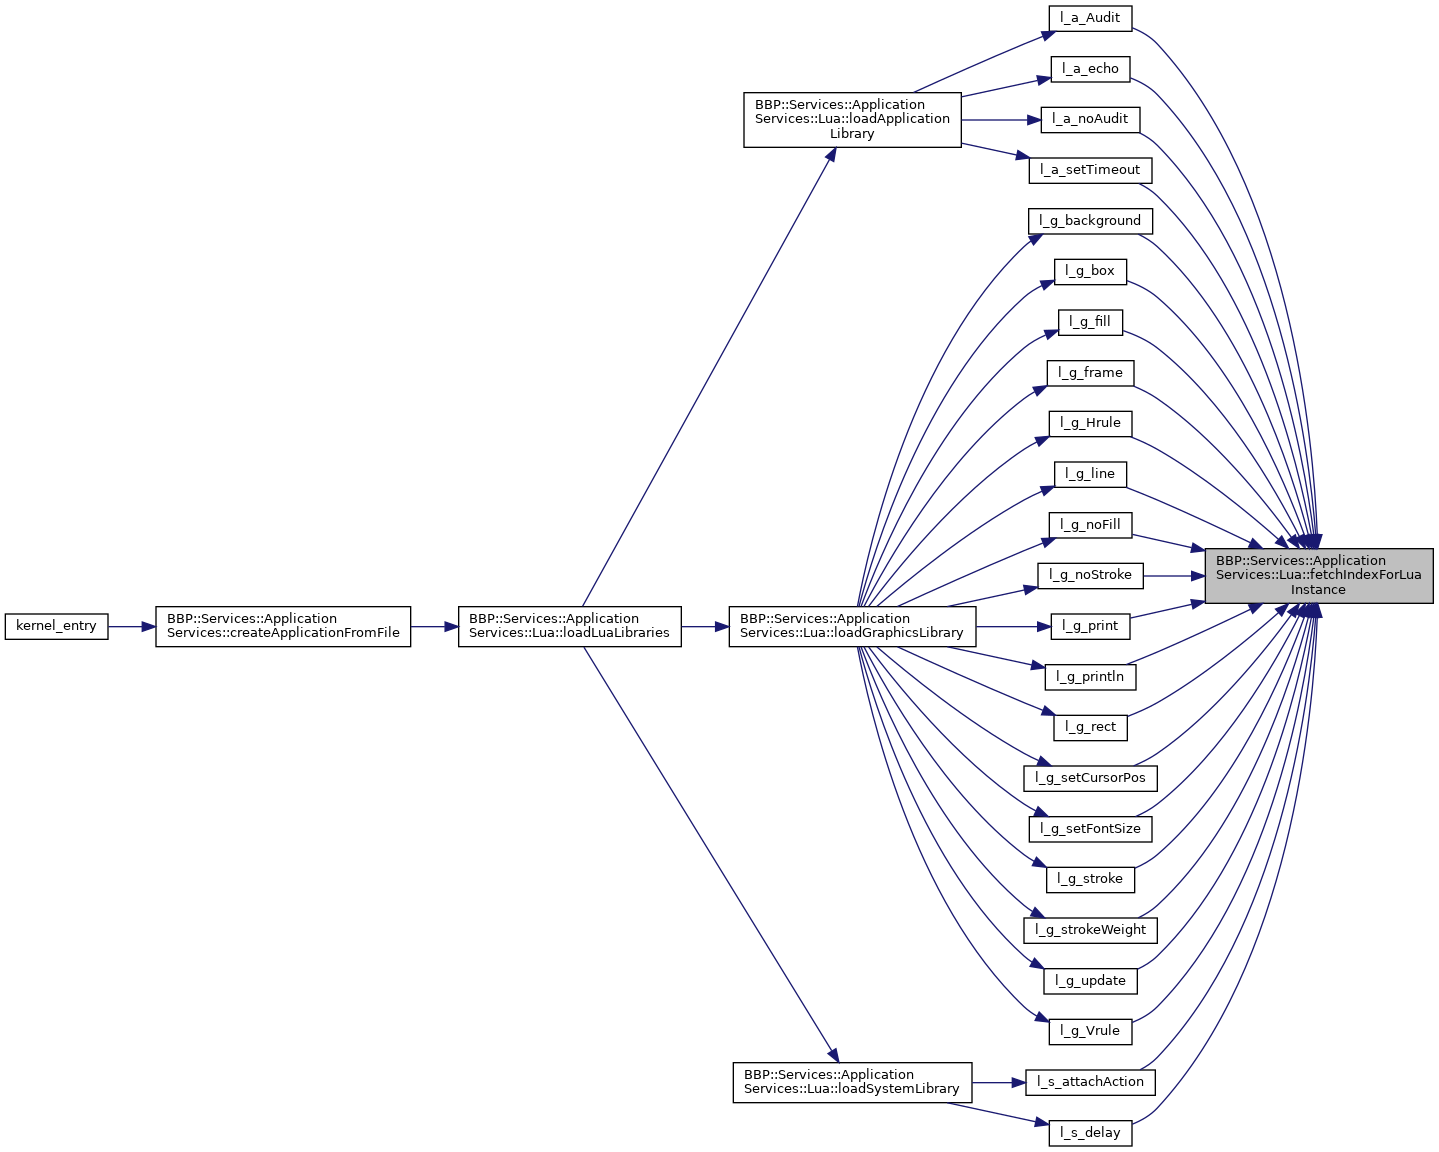 l_a_Audit
l_a_echo
BBP::Services::Application
Services::Lua::loadApplication
Library
l_a_noAudit
l_a_setTimeout
l_g_background
l_g_box
l_g_fill
l_g_frame
l_g_Hrule
l_g_line
l_g_noFill
BBP::Services::Application
Services::Lua::fetchIndexForLua
Instance
l_g_noStroke
kernel_entry
BBP::Services::Application
Services::createApplicationFromFile
BBP::Services::Application
Services::Lua::loadLuaLibraries
BBP::Services::Application
Services::Lua::loadGraphicsLibrary
l_g_print
l_g_println
l_g_rect
l_g_setCursorPos
l_g_setFontSize
l_g_stroke
l_g_strokeWeight
l_g_update
l_g_Vrule
BBP::Services::Application
Services::Lua::loadSystemLibrary
l_s_attachAction
l_s_delay